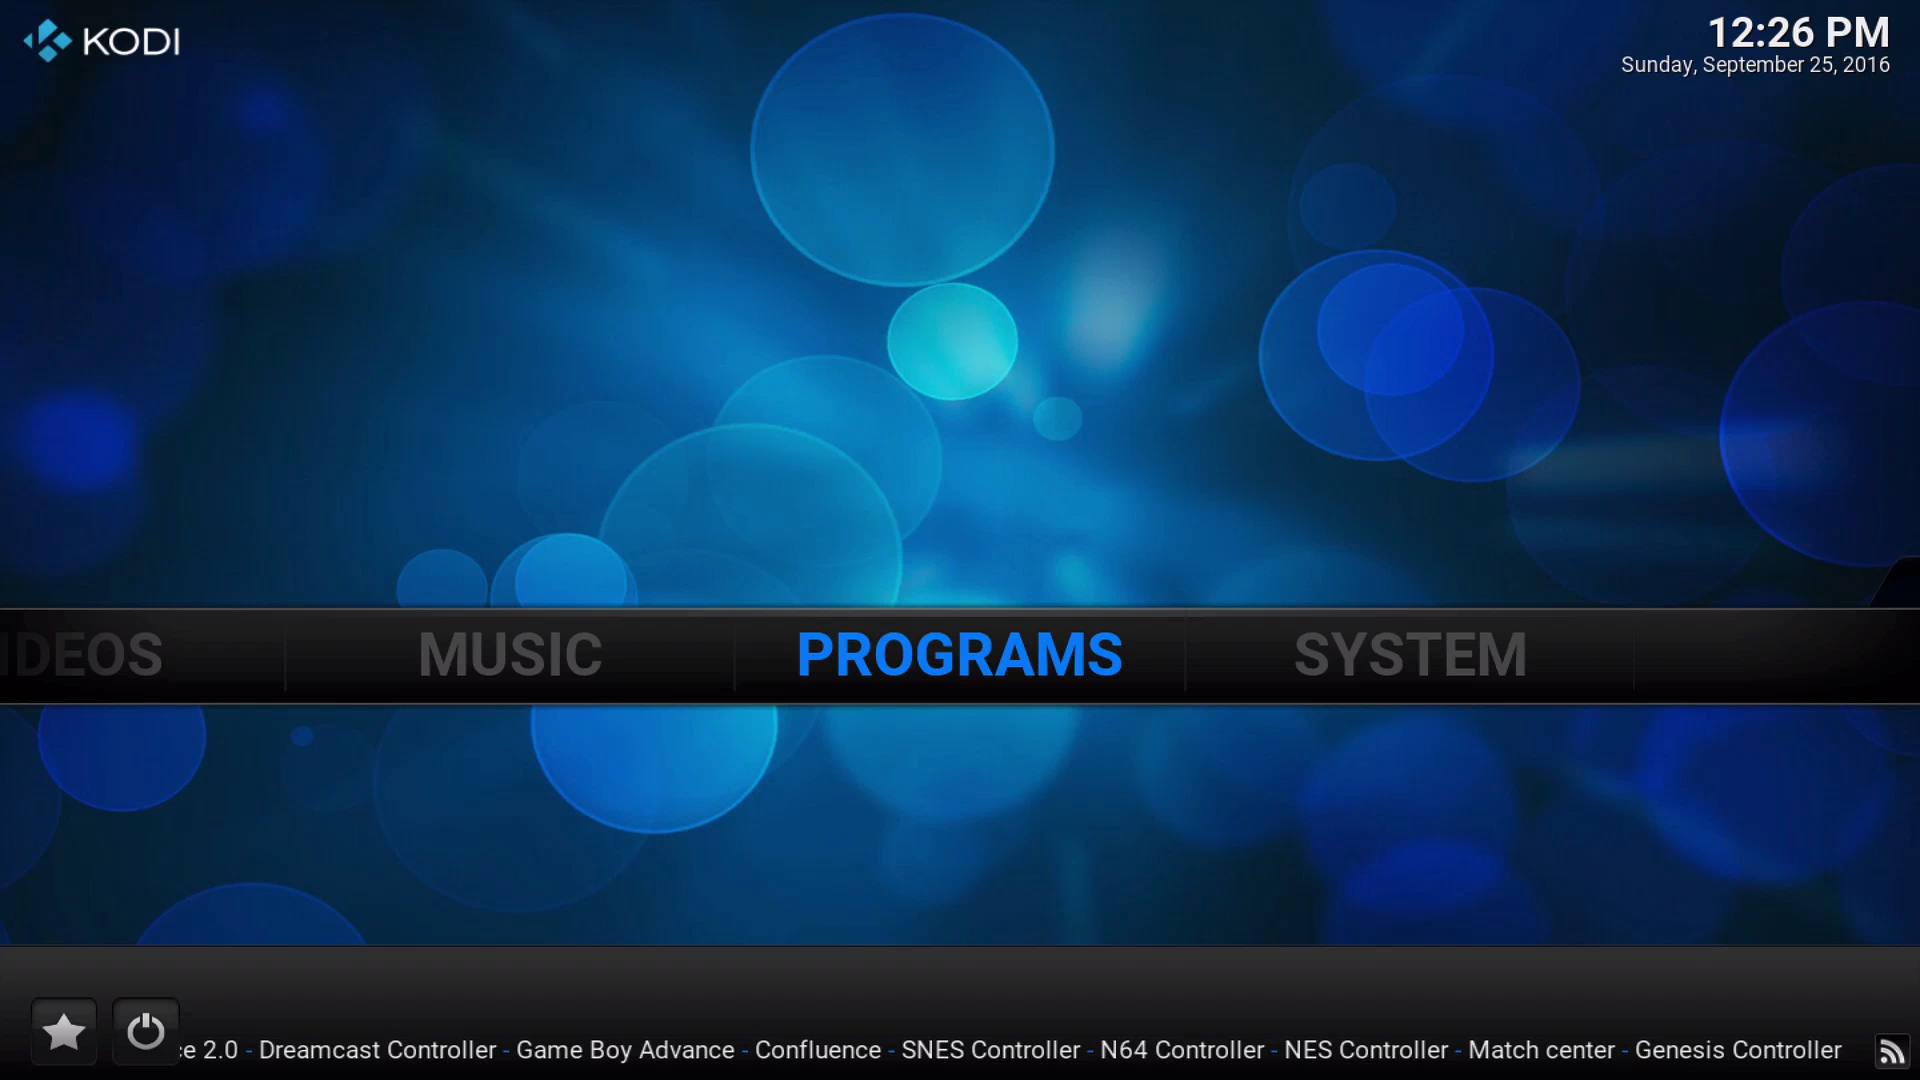 KODI
12:26 PM
Sunday, September 25, 2016
IDEOS MUSIC PROGRAMS SYSTEM
e 2.0 - Dreamcast Controller - Game Boy Advance - Confluence - SNES Controller - N64 Controller - NES Controller - Match center - Genesis Controller